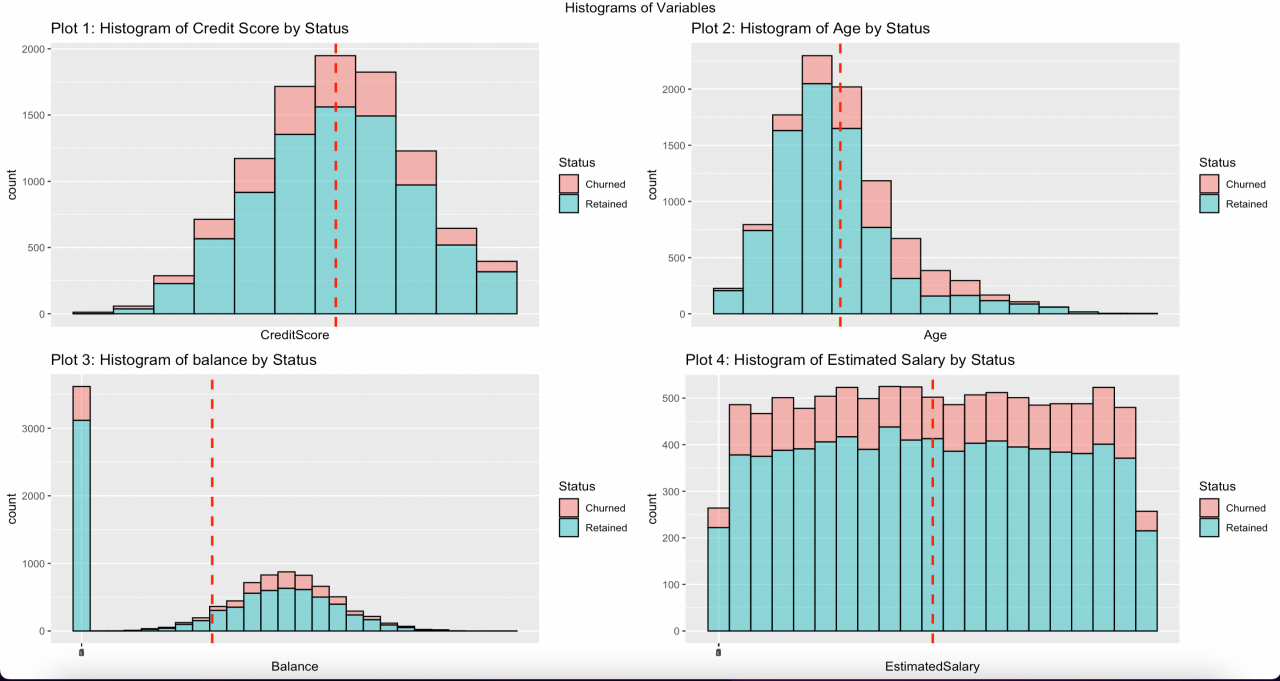 Histograms of Variables
Plot 1: Histogram of Credit Score by Status
2000
1500
1000
500
0
count
CreditScore
Status
Churned
Retained
Plot 2: Histogram of Age by Status
2000
1500
1000
500
0
count
Age
Status
Churned
Retained
Plot 3: Histogram of balance by Status
3000
2000
1000
0
count
Balance
Status
Churned
Retained
Plot 4: Histogram of Estimated Salary by Status
500
400
300
200
100
0
count
EstimatedSalary
Status
Churned
Retained